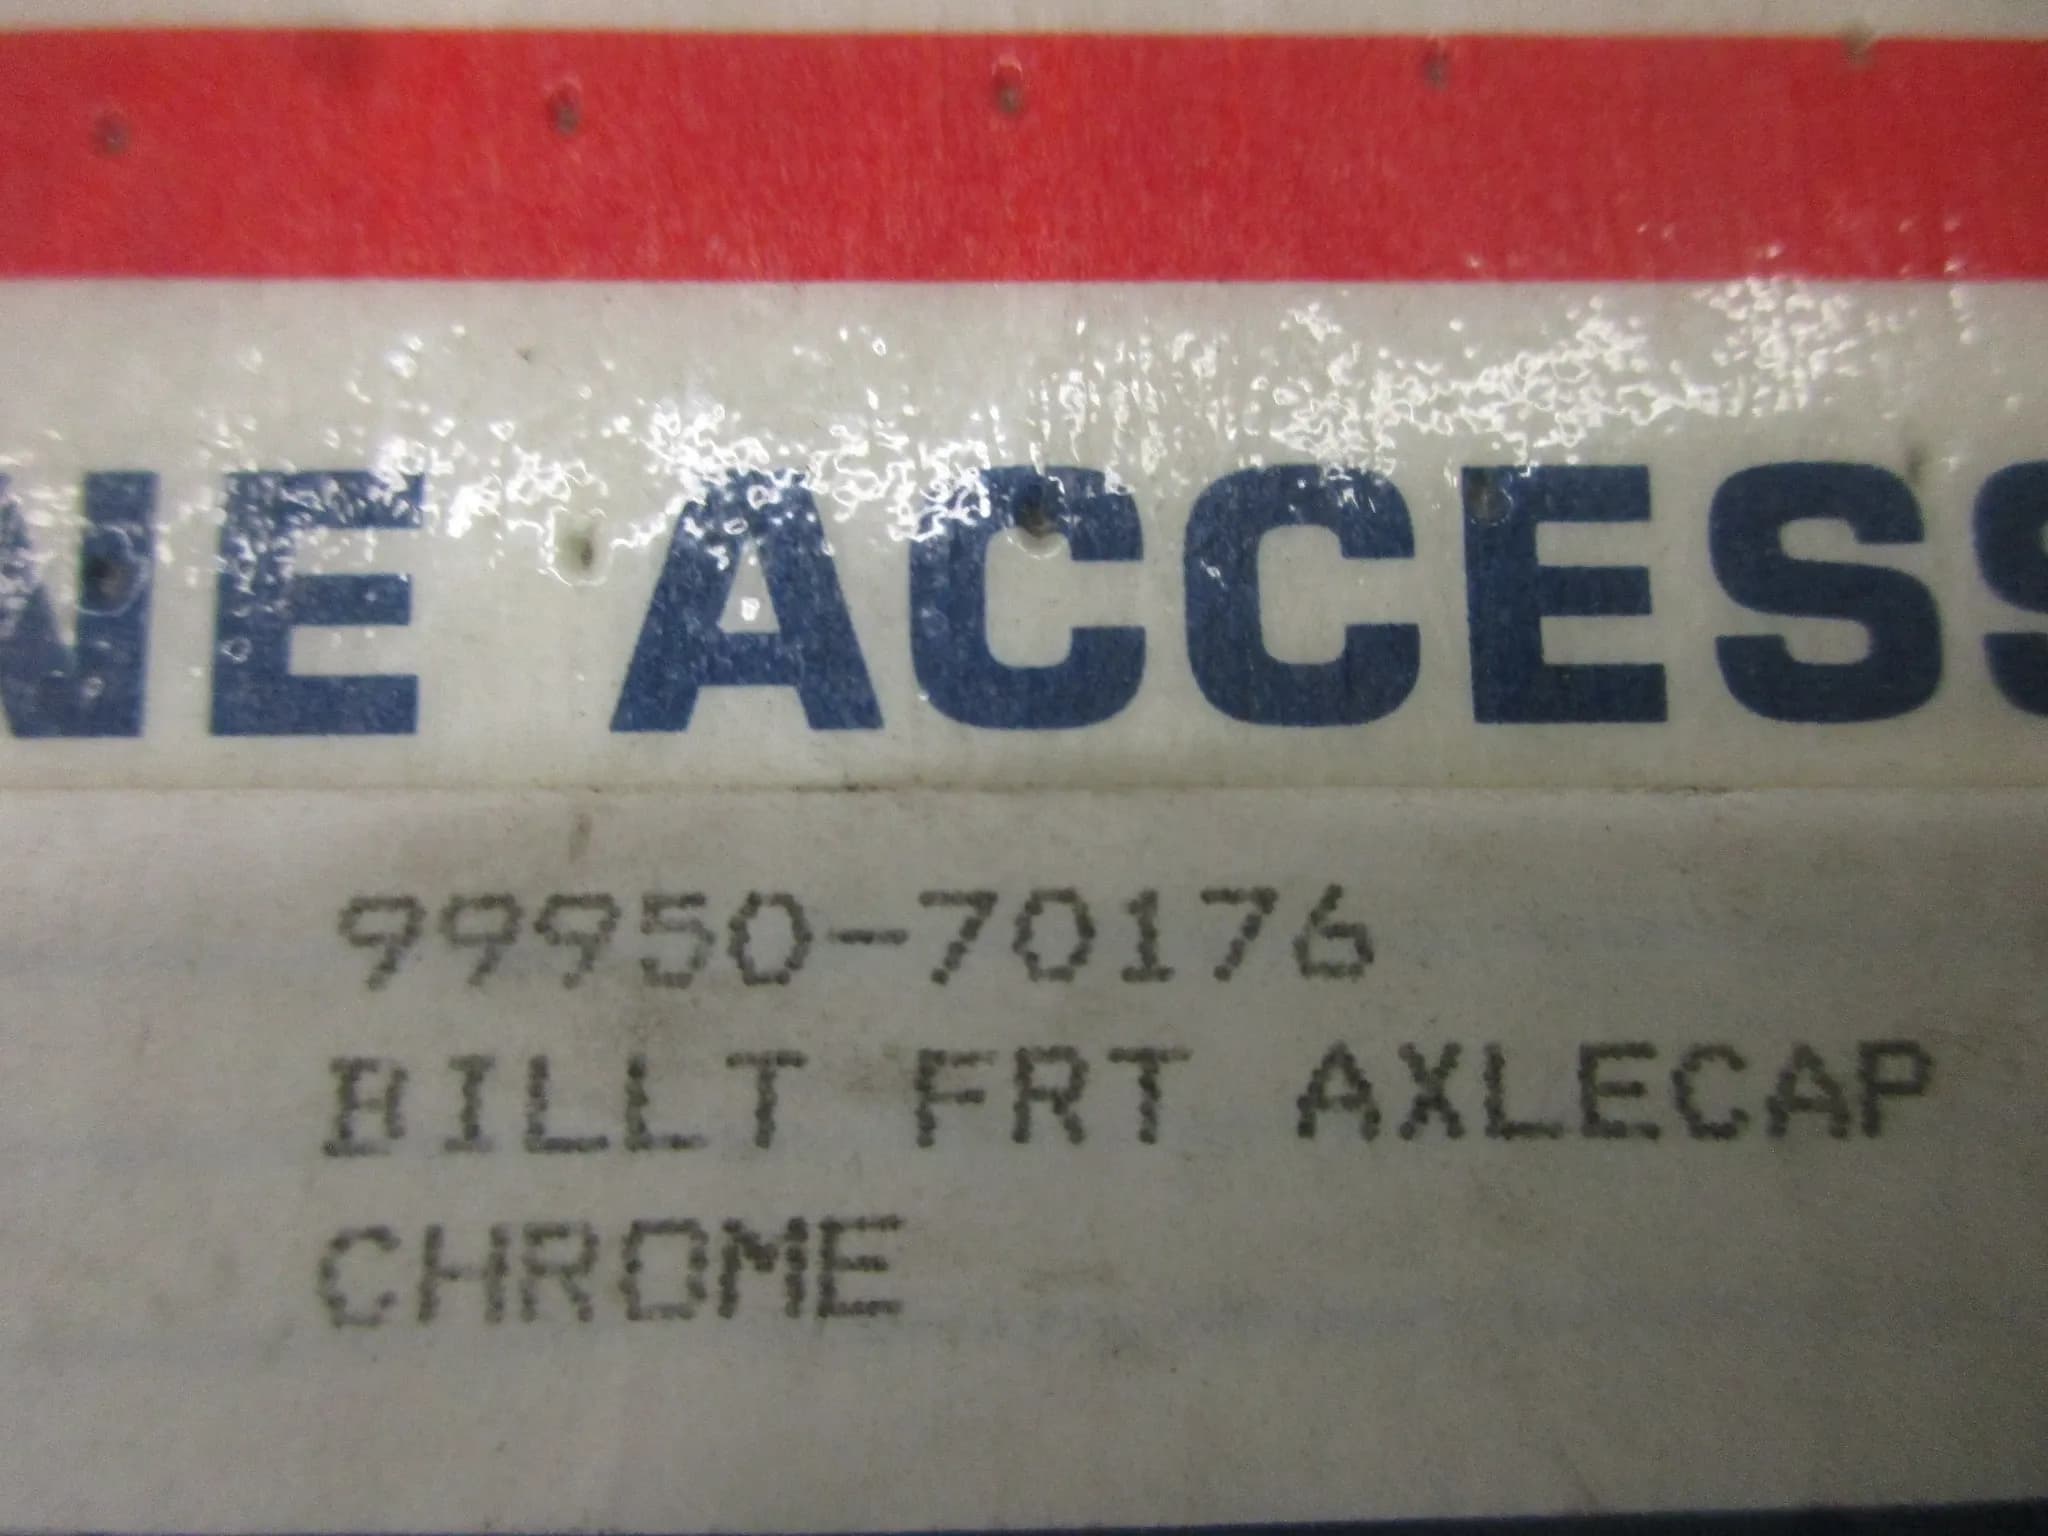 NE ACCESS
99950-70176
BILLT FRT AXLECAP
CHROME